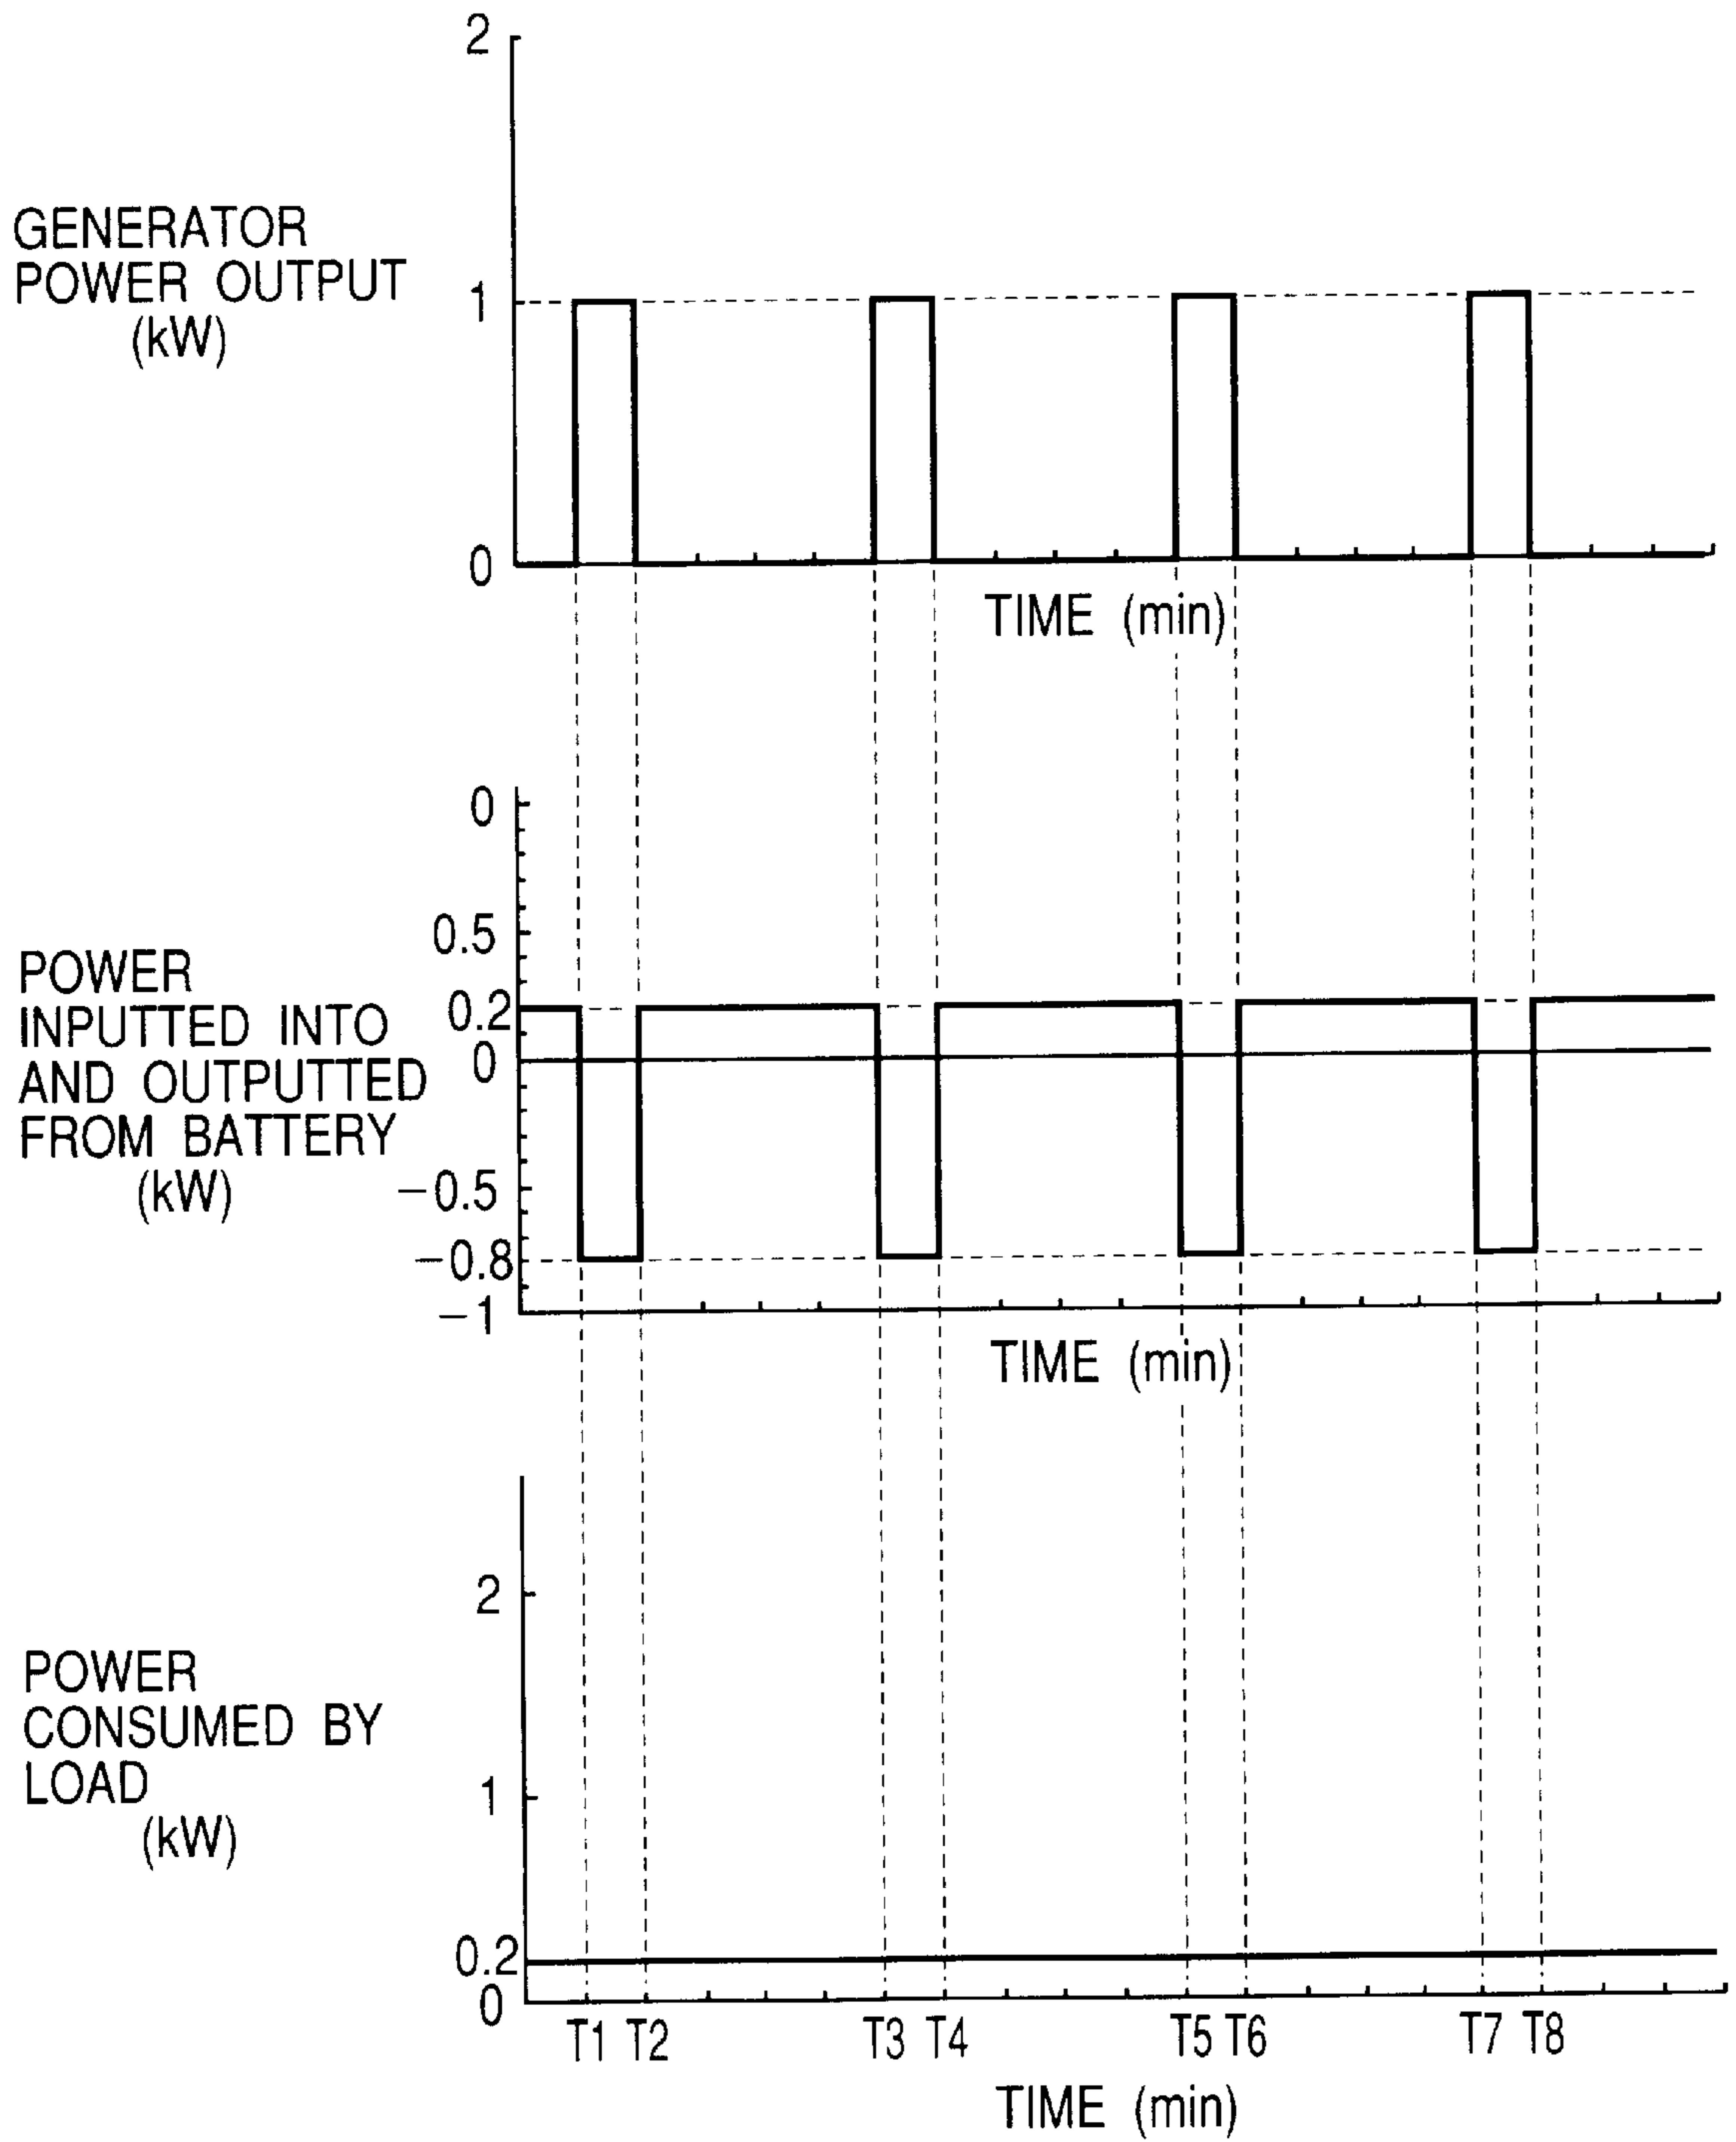 2
GENERATOR
POWER OUTPUT
(kW)
1
0
TIME (min)
0
0.5
POWER
INPUTTED INTO
AND OUTPUTTED
FROM BATTERY
(kW)
0.2
0
−0.5
−0.8
−1
TIME (min)
2
POWER
CONSUMED BY
LOAD
(kW)
1
0.2
0
T1 T2 T3 T4 T5 T6 T7 T8
TIME (min)